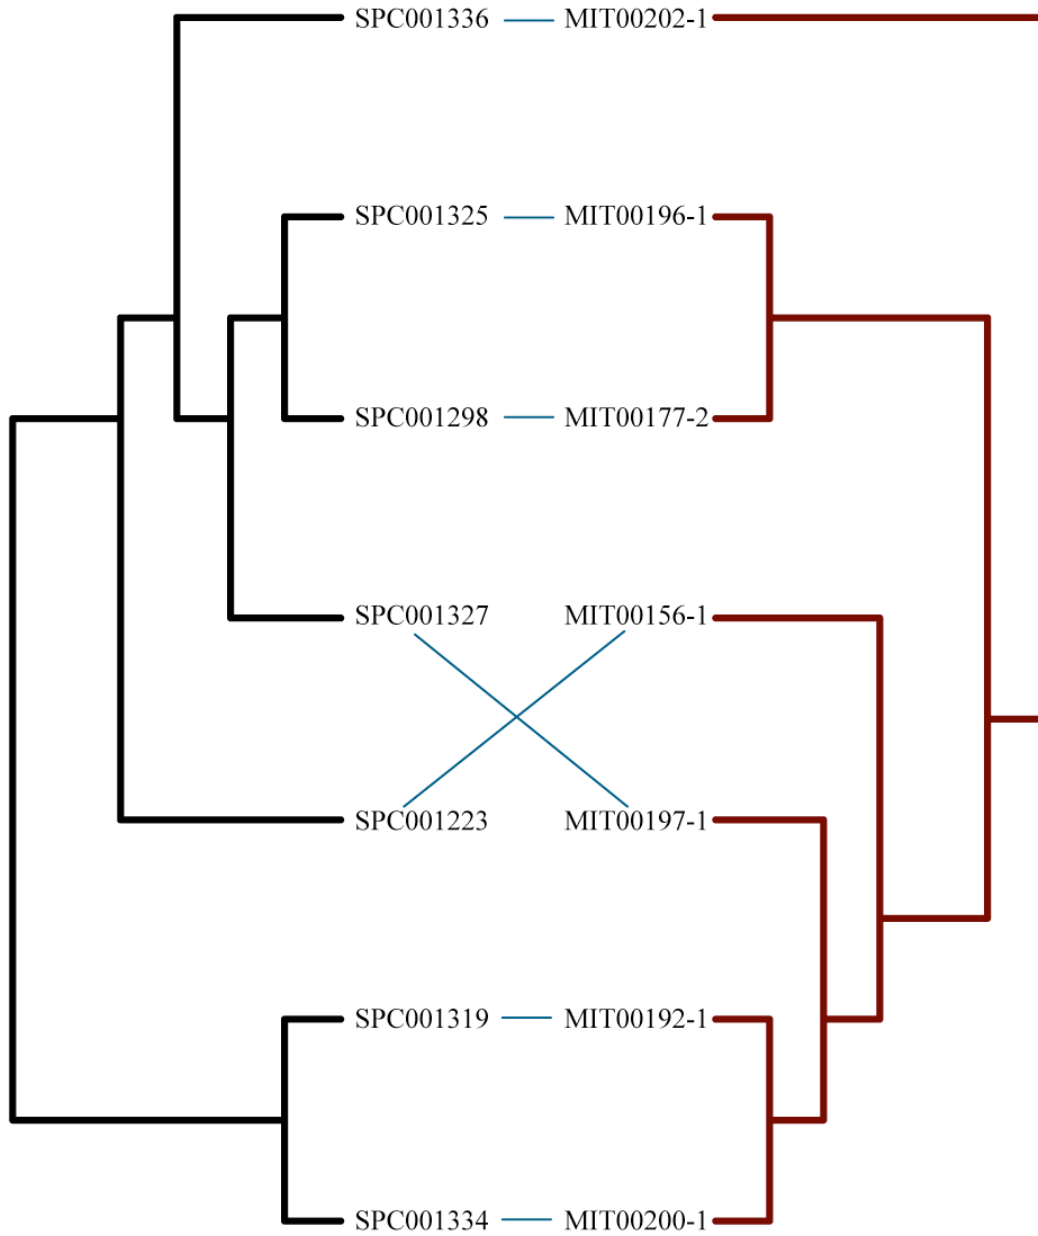 SPC001336 MIT00202-1
SPC001325 MIT00196-1
SPC001298 MIT00177-2
SPC001327 MIT00156-1
SPC001223 MIT00197-1
SPC001319 MIT00192-1
SPC001334 MIT00200-1